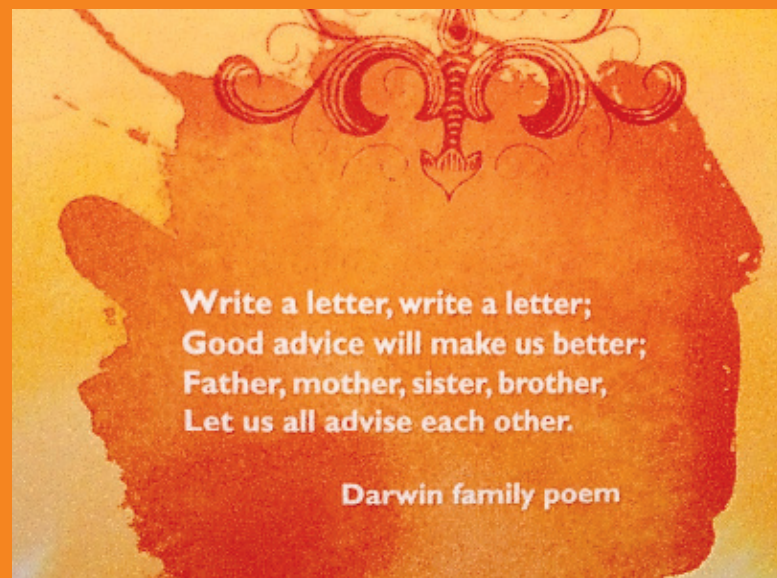 Write a letter, write a letter;
Good advice will make us better;
Father, mother, sister, brother,
Let us all advise each other.
Darwin family poem